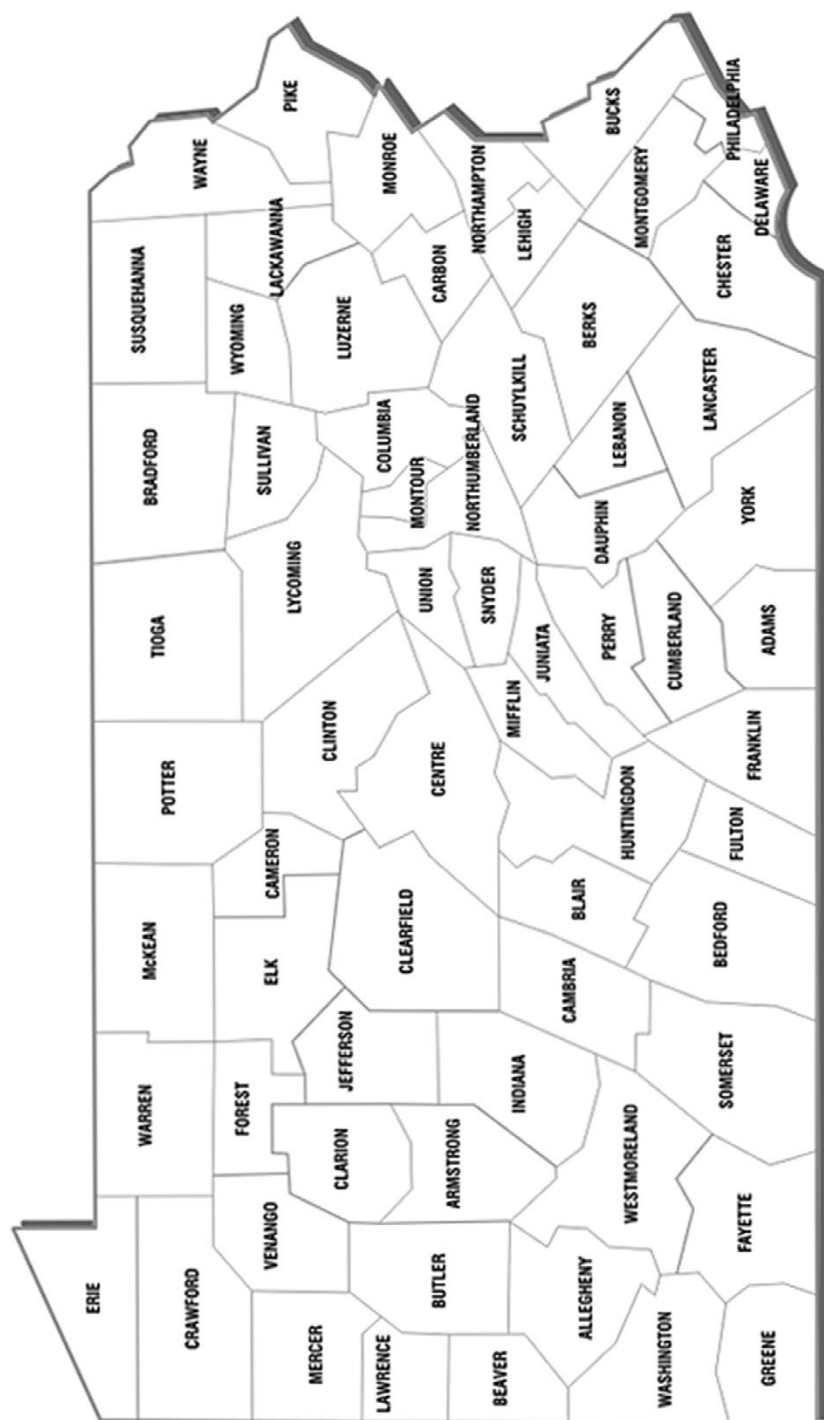 ERIE
CRAWFORD
WARREN
McKEAN
POTTER
TIOGA
BRADFORD
SUSQUEHANNA
WAYNE
PIKE
WYOMING
LACKAWANNA
SULLIVAN
LYCOMING
CAMERON
ELK
FOREST
VENANGO
MERCER
CLINTON
LUZERNE
MONROE
COLUMBIA
MONTOUR
NORTHUMBERLAND
UNION
CENTRE
CLEARFIELD
JEFFERSON
CLARION
LAWRENCE
BUTLER
ARMSTRONG
CARBON
NORTHAMPTON
LEHIGH
SCHUYLKILL
SNYDER
MIFFLIN
JUNIATA
INDIANA
BEAVER
ALLEGHENY
CAMBRIA
BLAIR
HUNTINGDON
PERRY
DAUPHIN
LEBANON
BERKS
BUCKS
MONTGOMERY
PHILADELPHIA
DELAWARE
CHESTER
LANCASTER
YORK
CUMBERLAND
ADAMS
FRANKLIN
FULTON
BEDFORD
SOMERSET
WESTMORELAND
FAYETTE
WASHINGTON
GREENE